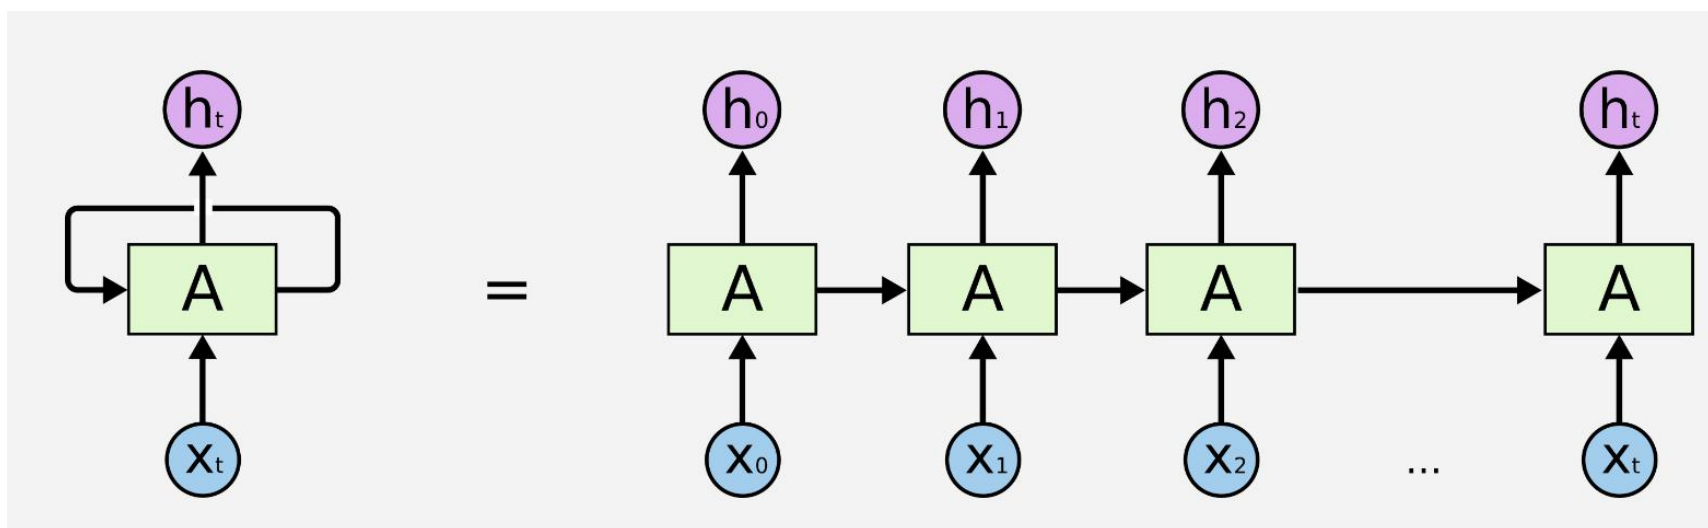 ht h0 h1 h2 ht
A = A A A A
xt x0 x1 x2 ... xt